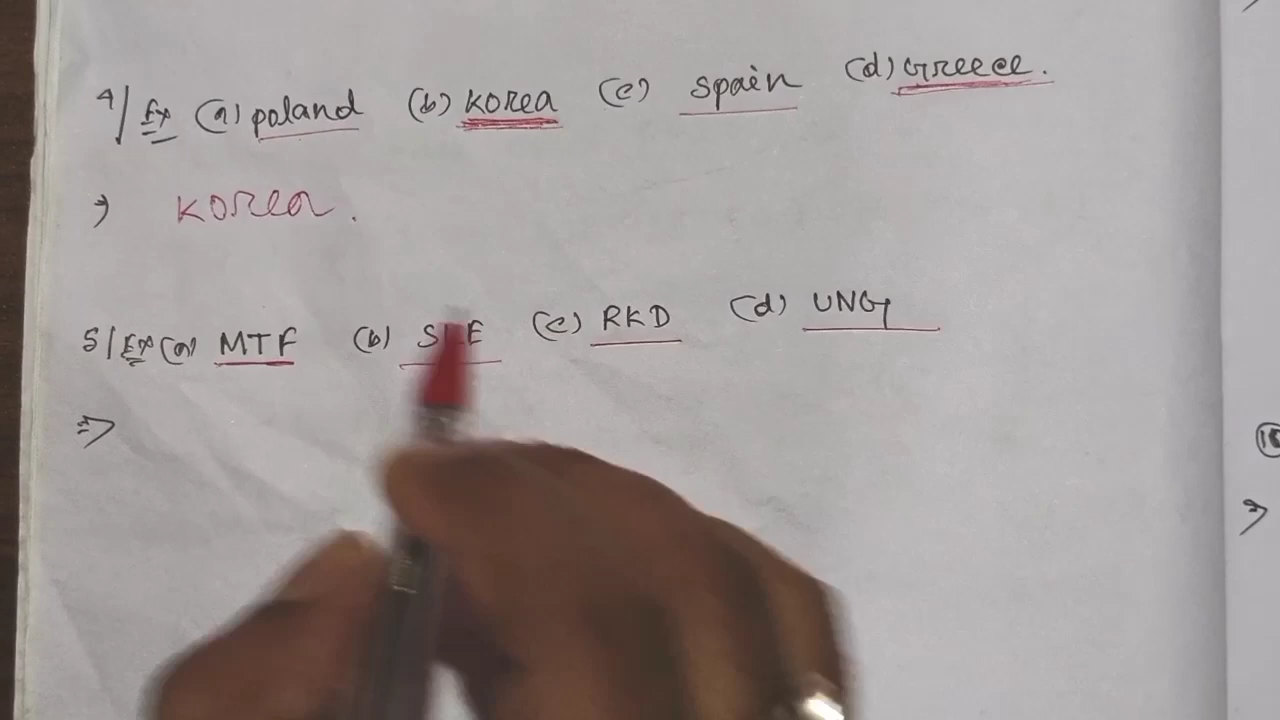 4/ Ex (a) poland (b) Korea (c) Spain (d) Greece.
→ Korea.
5/ Ex (a) MTF (b) (c) RKD (d) UNG
⇒